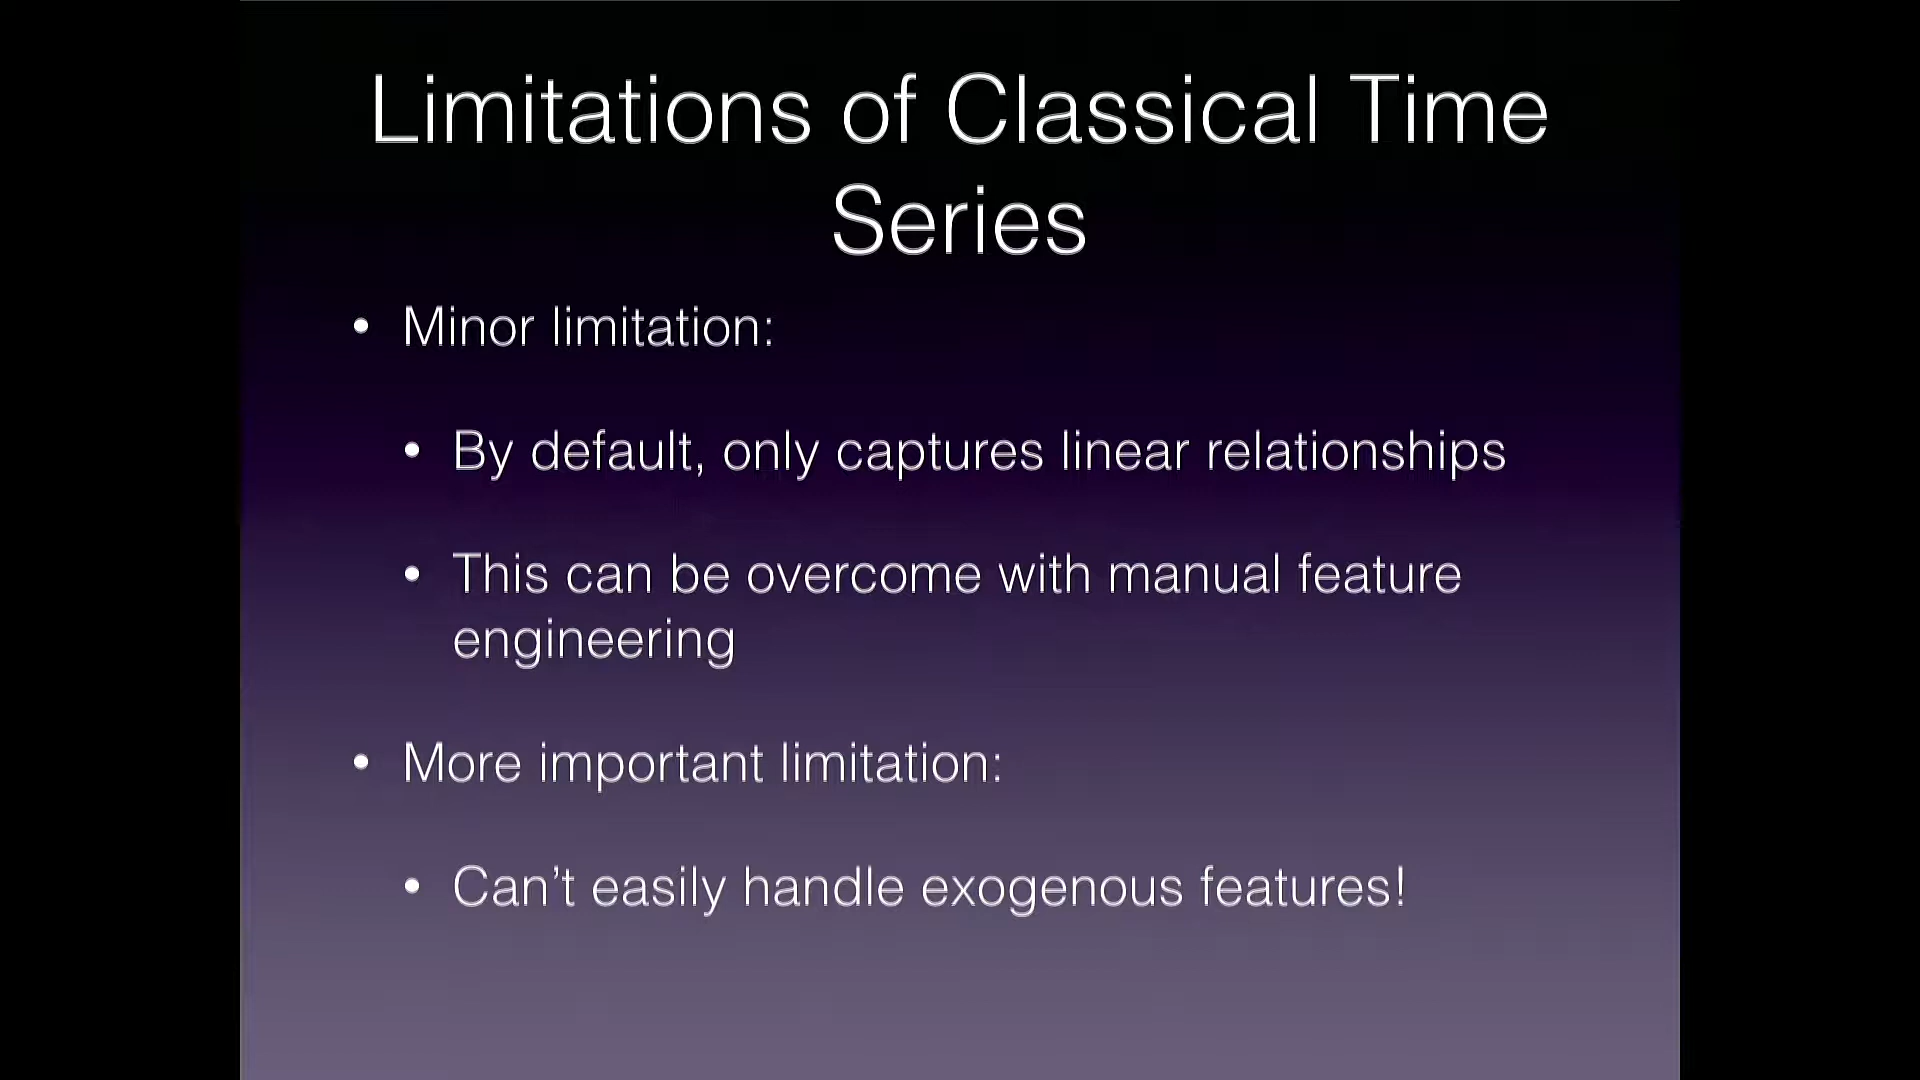 Limitations of Classical Time
Series
• Minor limitation:
• By default, only captures linear relationships
• This can be overcome with manual feature
engineering
• More important limitation:
• Can’t easily handle exogenous features!